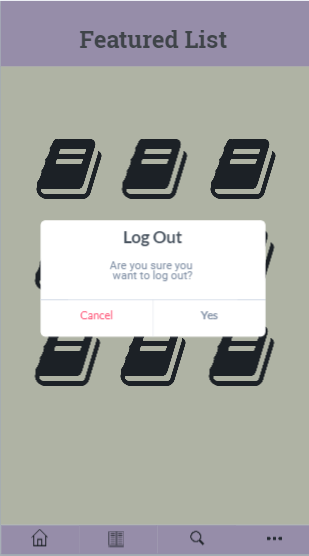 Featured List
Log Out
Are you sure you
want to log out?
Cancel
Yes